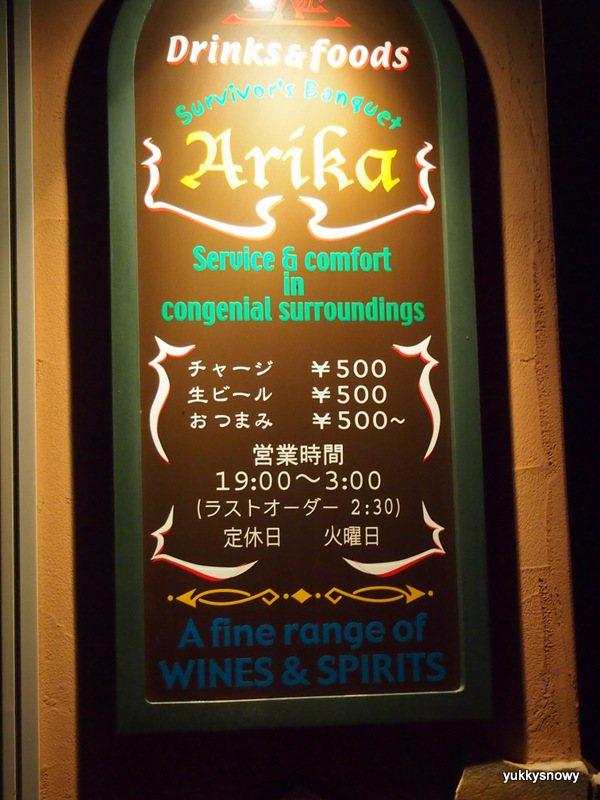 Drinks&foods
Survivor's Banquet
Arika
Service & comfort
in
congenial surroundings
チャージ ¥500
生ビール ¥500
おつまみ ¥500~
営業時間
19:00〜3:00
(ラストオーダー 2:30)
定休日 火曜日
A fine range of
WINES & SPIRITS
yukkysnowy